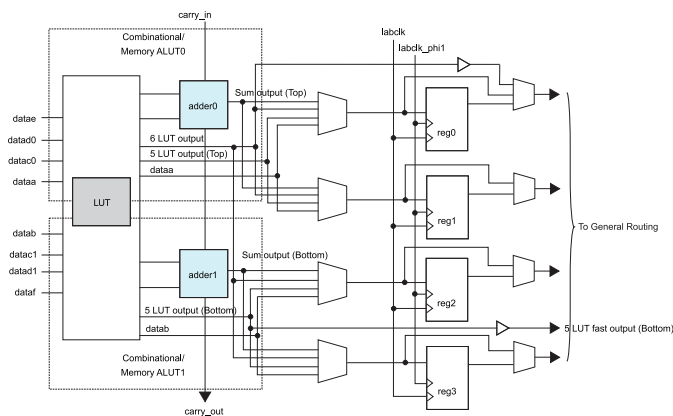 carry_in
labclk
labclk_phi1
Combinational/
Memory ALUT0
adder0
Sum output (Top)
datae
datad0
datac0
dataa
6 LUT output
5 LUT output (Top)
dataa
reg0
LUT
reg1
To General Routing
datab
datac1
datad1
dataf
Sum output (Bottom)
adder1
reg2
5 LUT output (Bottom)
datab
5 LUT fast output (Bottom)
Combinational/
Memory ALUT1
reg3
carry_out